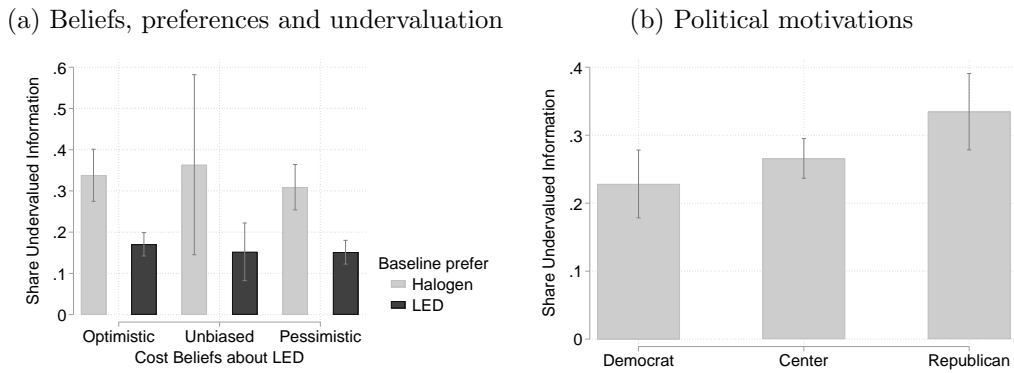 (a) Beliefs, preferences and undervaluation
Share Undervalued Information
.6
.5
.4
.3
.2
.1
0
Optimistic Unbiased Pessimistic
Cost Beliefs about LED
Baseline prefer
Halogen
LED
(b) Political motivations
Share Undervalued Information
.4
.3
.2
.1
0
Democrat Center Republican